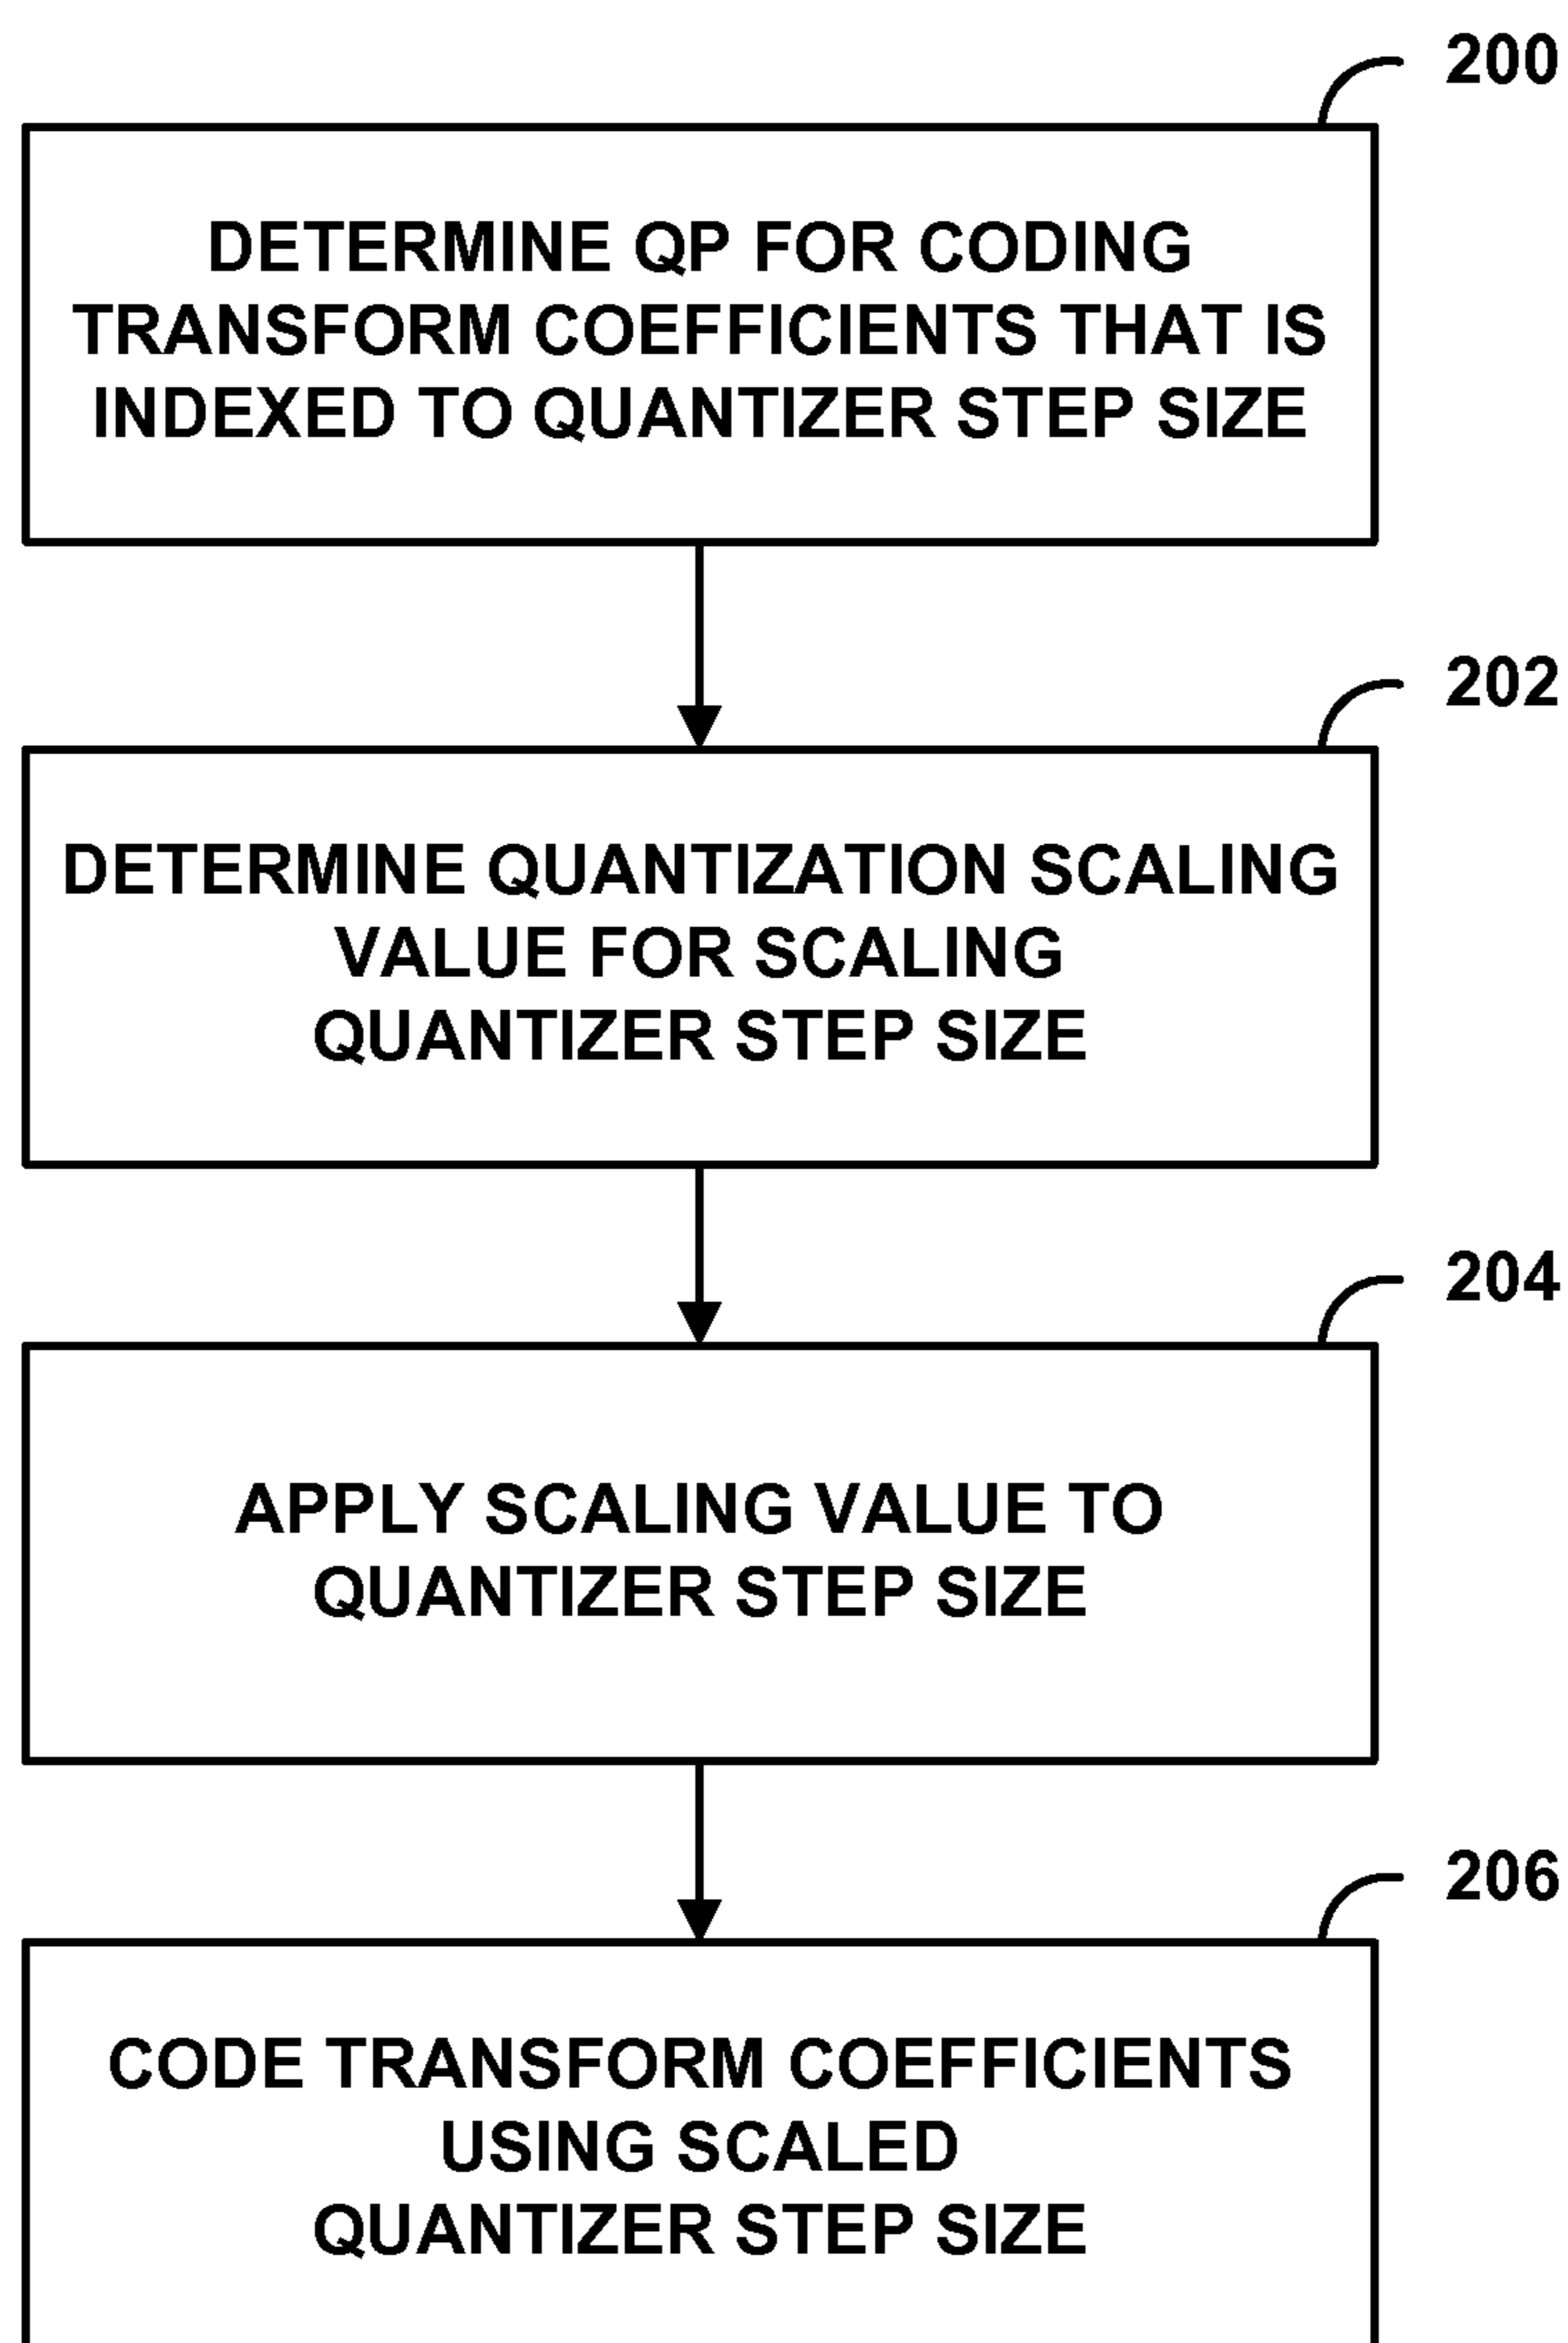 200
DETERMINE QP FOR CODING
TRANSFORM COEFFICIENTS THAT IS
INDEXED TO QUANTIZER STEP SIZE
202
DETERMINE QUANTIZATION SCALING
VALUE FOR SCALING
QUANTIZER STEP SIZE
204
APPLY SCALING VALUE TO
QUANTIZER STEP SIZE
206
CODE TRANSFORM COEFFICIENTS
USING SCALED
QUANTIZER STEP SIZE